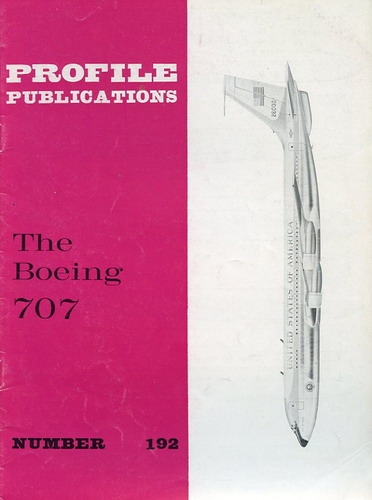 PROFILE
PUBLICATIONS
The
Boeing
707
NUMBER 192
UNITED STATES OF AMERICA